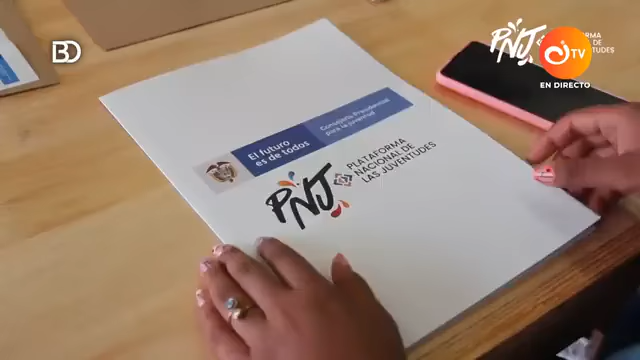 BD
PNJ
TV
EN DIRECTO
El futuro
es de todos
Consejería Presidencial
para la juventud
PNJ
PLATAFORMA
NACIONAL DE
LAS JUVENTUDES